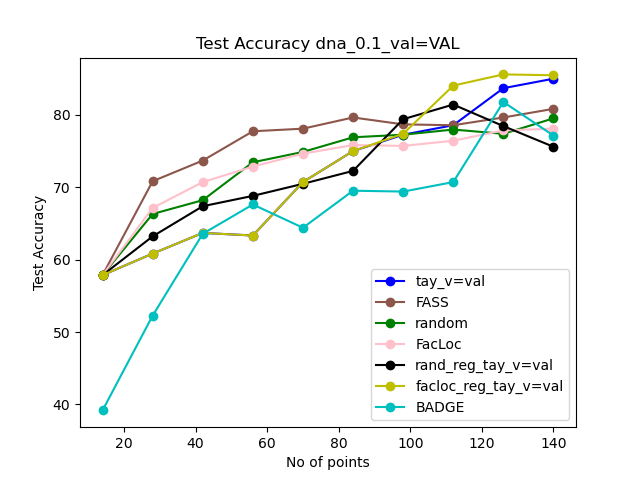 Test Accuracy dna_0.1_val=VAL
Test Accuracy
80
70
60
50
40
20
40
60
80
100
120
140
No of points
tay_v=val
FASS
random
FacLoc
rand_reg_tay_v=val
facloc_reg_tay_v=val
BADGE